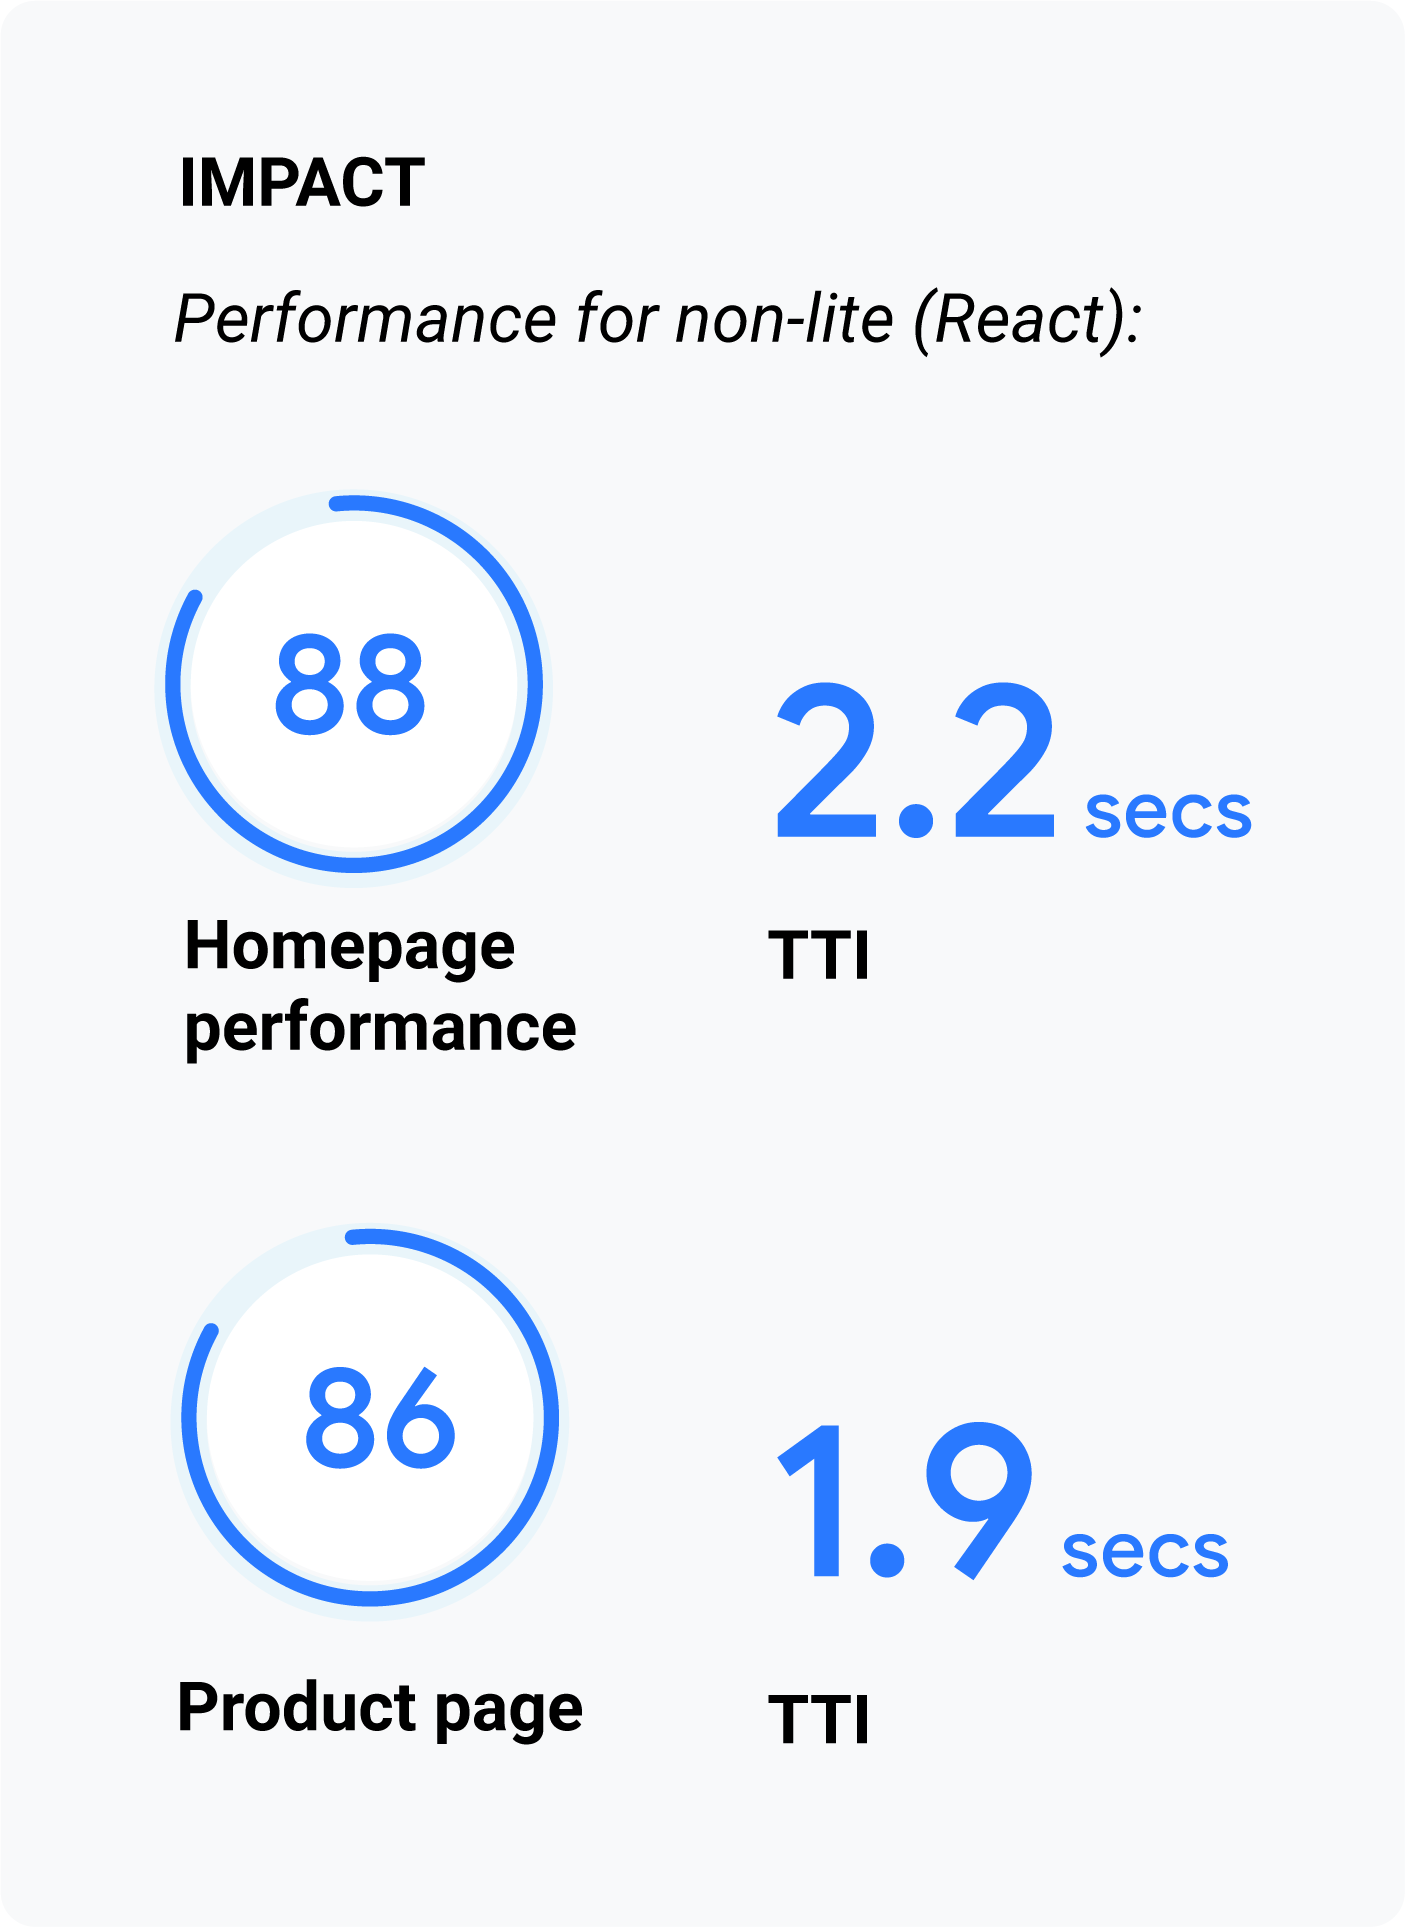 IMPACT
Performance for non-lite (React):
88
2.2 secs
Homepage
performance
TTI
86
1.9 secs
Product page
TTI